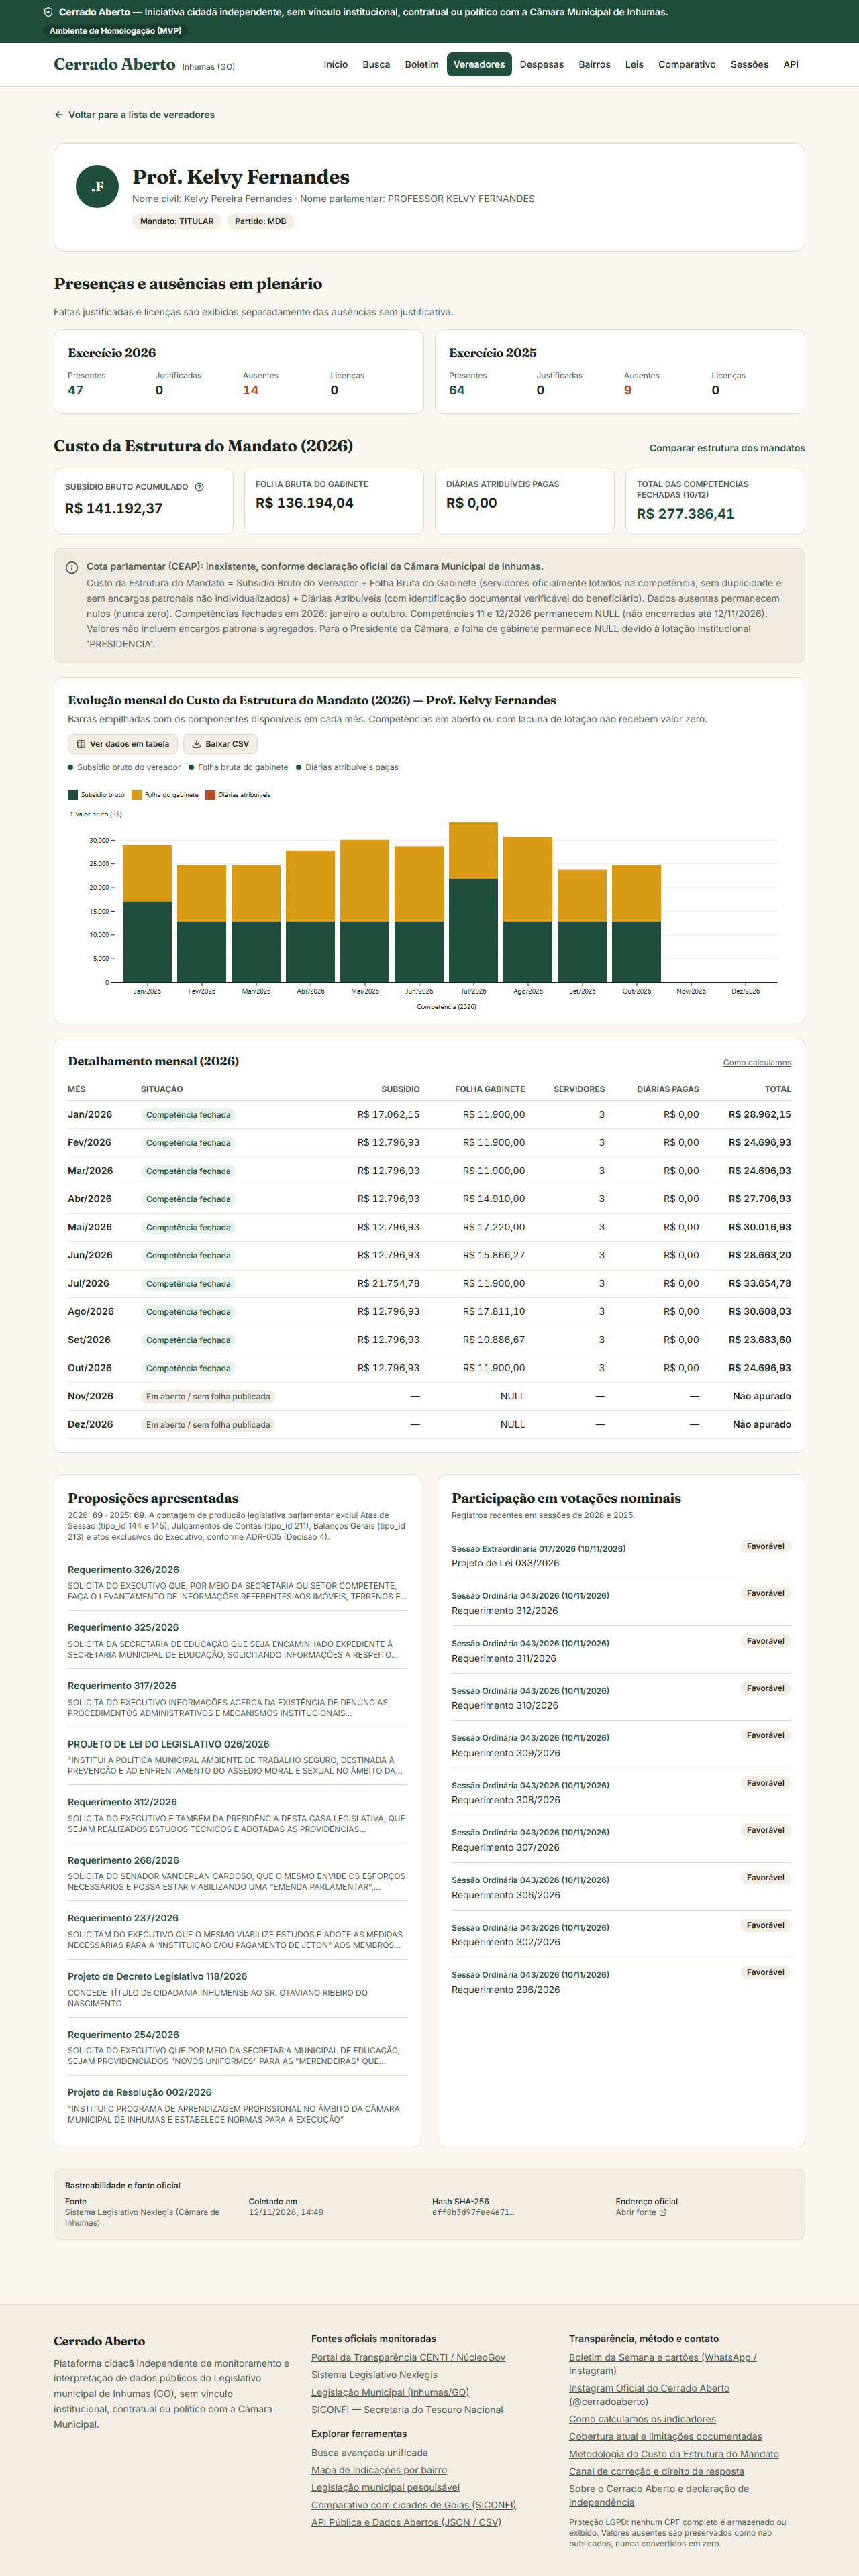 Cerrado Aberto — Iniciativa cidadã independente, sem vínculo institucional, contratual ou político com a Câmara Municipal de Inhumas.
Ambiente de Homologação (MVP)
Cerrado Aberto Inhumas (GO)
Início Busca Boletim Vereadores Despesas Bairros Leis Comparativo Sessões API
← Voltar para a lista de vereadores
.F
Prof. Kelvy Fernandes
Nome civil: Kelvy Pereira Fernandes · Nome parlamentar: PROFESSOR KELVY FERNANDES
Mandato: TITULAR Partido: MDB
Presenças e ausências em plenário
Faltas justificadas e licenças são exibidas separadamente das ausências sem justificativa.
Exercício 2026
Presentes Justificadas Ausentes Licenças
47 0 14 0
Exercício 2025
Presentes Justificadas Ausentes Licenças
64 0 9 0
Custo da Estrutura do Mandato (2026)
Comparar estrutura dos mandatos
SUBSÍDIO BRUTO ACUMULADO
R$ 141.192,37
FOLHA BRUTA DO GABINETE
R$ 136.194,04
DIÁRIAS ATRIBUÍVEIS PAGAS
R$ 0,00
TOTAL DAS COMPETÊNCIAS
FECHADAS (10/12)
R$ 277.386,41
Cota parlamentar (CEAP): inexistente, conforme declaração oficial da Câmara Municipal de Inhumas.
Custo da Estrutura do Mandato = Subsídio Bruto do Vereador + Folha Bruta do Gabinete (servidores oficialmente lotados na competência, sem duplicidade e
sem encargos patronais não individualizados) + Diárias Atribuíveis (com identificação documental verificável do beneficiário). Dados ausentes permanecem
nulos (nunca zero). Competências fechadas em 2026: janeiro a outubro. Competências 11 e 12/2026 permanecem NULL (não encerradas até 12/11/2026).
Valores não incluem encargos patronais agregados. Para o Presidente da Câmara, a folha de gabinete permanece NULL devido à lotação institucional
'PRESIDENCIA'.
Evolução mensal do Custo da Estrutura do Mandato (2026) — Prof. Kelvy Fernandes
Barras empilhadas com os componentes disponíveis em cada mês. Competências em aberto ou com lacuna de lotação não recebem valor zero.
Ver dados em tabela Baixar CSV
Subsídio bruto do vereador Folha bruta do gabinete Diárias atribuíveis pagas
Subsídio bruto Folha do gabinete Diárias atribuíveis
↑ Valor bruto (R$)
30,000
25,000
20,000
15,000
10,000
5,000
0
Jan/2026 Fev/2026 Mar/2026 Abr/2026 Mai/2026 Jun/2026 Jul/2026 Ago/2026 Set/2026 Out/2026 Nov/2026 Dez/2026
Competência (2026)
Detalhamento mensal (2026)
Como calculamos
MÊS SITUAÇÃO SUBSÍDIO FOLHA GABINETE SERVIDORES DIÁRIAS PAGAS TOTAL
Jan/2026 Competência fechada R$ 17.062,15 R$ 11.900,00 3 R$ 0,00 R$ 28.962,15
Fev/2026 Competência fechada R$ 12.796,93 R$ 11.900,00 3 R$ 0,00 R$ 24.696,93
Mar/2026 Competência fechada R$ 12.796,93 R$ 11.900,00 3 R$ 0,00 R$ 24.696,93
Abr/2026 Competência fechada R$ 12.796,93 R$ 14.910,00 3 R$ 0,00 R$ 27.706,93
Mai/2026 Competência fechada R$ 12.796,93 R$ 17.220,00 3 R$ 0,00 R$ 30.016,93
Jun/2026 Competência fechada R$ 12.796,93 R$ 15.866,27 3 R$ 0,00 R$ 28.663,20
Jul/2026 Competência fechada R$ 21.754,78 R$ 11.900,00 3 R$ 0,00 R$ 33.654,78
Ago/2026 Competência fechada R$ 12.796,93 R$ 17.811,10 3 R$ 0,00 R$ 30.608,03
Set/2026 Competência fechada R$ 12.796,93 R$ 10.886,67 3 R$ 0,00 R$ 23.683,60
Out/2026 Competência fechada R$ 12.796,93 R$ 11.900,00 3 R$ 0,00 R$ 24.696,93
Nov/2026 Em aberto / sem folha publicada — NULL — — Não apurado
Dez/2026 Em aberto / sem folha publicada — NULL — — Não apurado
Proposições apresentadas
2026: 69 · 2025: 69. A contagem de produção legislativa parlamentar exclui Atas de
Sessão (tipo_id 144 e 145), Julgamentos de Contas (tipo_id 211), Balanços Gerais (tipo_id
213) e atos exclusivos do Executivo, conforme ADR-005 (Decisão 4).
Requerimento 326/2026
SOLICITA DO EXECUTIVO QUE, POR MEIO DA SECRETARIA OU SETOR COMPETENTE,
FAÇA O LEVANTAMENTO DE INFORMAÇÕES REFERENTES AOS IMÓVEIS, TERRENOS E...
Requerimento 325/2026
SOLICITA DA SECRETARIA DE EDUCAÇÃO QUE SEJA ENCAMINHADO EXPEDIENTE À
SECRETARIA MUNICIPAL DE EDUCAÇÃO, SOLICITANDO INFORMAÇÕES A RESPEITO...
Requerimento 317/2026
SOLICITA DO EXECUTIVO INFORMAÇÕES ACERCA DA EXISTÊNCIA DE DENÚNCIAS,
PROCEDIMENTOS ADMINISTRATIVOS E MECANISMOS INSTITUCIONAIS...
PROJETO DE LEI DO LEGISLATIVO 026/2026
"INSTITUI A POLÍTICA MUNICIPAL AMBIENTE DE TRABALHO SEGURO, DESTINADA À
PREVENÇÃO E AO ENFRENTAMENTO DO ASSÉDIO MORAL E SEXUAL NO ÂMBITO DA...
Requerimento 312/2026
SOLICITA DO EXECUTIVO E TAMBÉM DA PRESIDÊNCIA DESTA CASA LEGISLATIVA, QUE
SEJAM REALIZADOS ESTUDOS TÉCNICOS E ADOTADAS AS PROVIDÊNCIAS...
Requerimento 268/2026
SOLICITA DO SENADOR VANDERLAN CARDOSO, QUE O MESMO ENVIDE OS ESFORÇOS
NECESSÁRIOS E POSSA ESTAR VIABILIZANDO UMA "EMENDA PARLAMENTAR",...
Requerimento 237/2026
SOLICITAM DO EXECUTIVO QUE O MESMO VIABILIZE ESTUDOS E ADOTE AS MEDIDAS
NECESSÁRIAS PARA A "INSTITUIÇÃO E/OU PAGAMENTO DE JETON" AOS MEMBROS...
Projeto de Decreto Legislativo 118/2026
CONCEDE TÍTULO DE CIDADANIA INHUMENSE AO SR. OTAVIANO RIBEIRO DO
NASCIMENTO.
Requerimento 254/2026
SOLICITA DO EXECUTIVO QUE POR MEIO DA SECRETARIA MUNICIPAL DE EDUCAÇÃO,
SEJAM PROVIDENCIADOS "NOVOS UNIFORMES" PARA AS "MERENDEIRAS" QUE...
Projeto de Resolução 002/2026
"INSTITUI O PROGRAMA DE APRENDIZAGEM PROFISSIONAL NO ÂMBITO DA CÂMARA
MUNICIPAL DE INHUMAS E ESTABELECE NORMAS PARA A EXECUÇÃO"
Participação em votações nominais
Registros recentes em sessões de 2026 e 2025.
Sessão Extraordinária 017/2026 (10/11/2026) Favorável
Projeto de Lei 033/2026
Sessão Ordinária 043/2026 (10/11/2026) Favorável
Requerimento 312/2026
Sessão Ordinária 043/2026 (10/11/2026) Favorável
Requerimento 311/2026
Sessão Ordinária 043/2026 (10/11/2026) Favorável
Requerimento 310/2026
Sessão Ordinária 043/2026 (10/11/2026) Favorável
Requerimento 309/2026
Sessão Ordinária 043/2026 (10/11/2026) Favorável
Requerimento 308/2026
Sessão Ordinária 043/2026 (10/11/2026) Favorável
Requerimento 307/2026
Sessão Ordinária 043/2026 (10/11/2026) Favorável
Requerimento 306/2026
Sessão Ordinária 043/2026 (10/11/2026) Favorável
Requerimento 302/2026
Sessão Ordinária 043/2026 (10/11/2026) Favorável
Requerimento 296/2026
Rastreabilidade e fonte oficial
Fonte
Sistema Legislativo Nexlegis (Câmara de
Inhumas)
Coletado em
12/11/2026, 14:49
Hash SHA-256
eff8b3d97fee4e71…
Endereço oficial
Abrir fonte
Cerrado Aberto
Plataforma cidadã independente de monitoramento e
interpretação de dados públicos do Legislativo
municipal de Inhumas (GO), sem vínculo
institucional, contratual ou político com a Câmara
Municipal.
Fontes oficiais monitoradas
Portal da Transparência CENTI / NúcleoGov
Sistema Legislativo Nexlegis
Legislação Municipal (Inhumas/GO)
SICONFI — Secretaria do Tesouro Nacional
Explorar ferramentas
Busca avançada unificada
Mapa de indicações por bairro
Legislação municipal pesquisável
Comparativo com cidades de Goiás (SICONFI)
API Pública e Dados Abertos (JSON / CSV)
Transparência, método e contato
Boletim da Semana e cartões (WhatsApp /
Instagram)
Instagram Oficial do Cerrado Aberto
(@cerradoaberto)
Como calculamos os indicadores
Cobertura atual e limitações documentadas
Metodologia do Custo da Estrutura do Mandato
Canal de correção e direito de resposta
Sobre o Cerrado Aberto e declaração de
independência
Proteção LGPD: nenhum CPF completo é armazenado ou
exibido. Valores ausentes são preservados como não
publicados, nunca convertidos em zero.